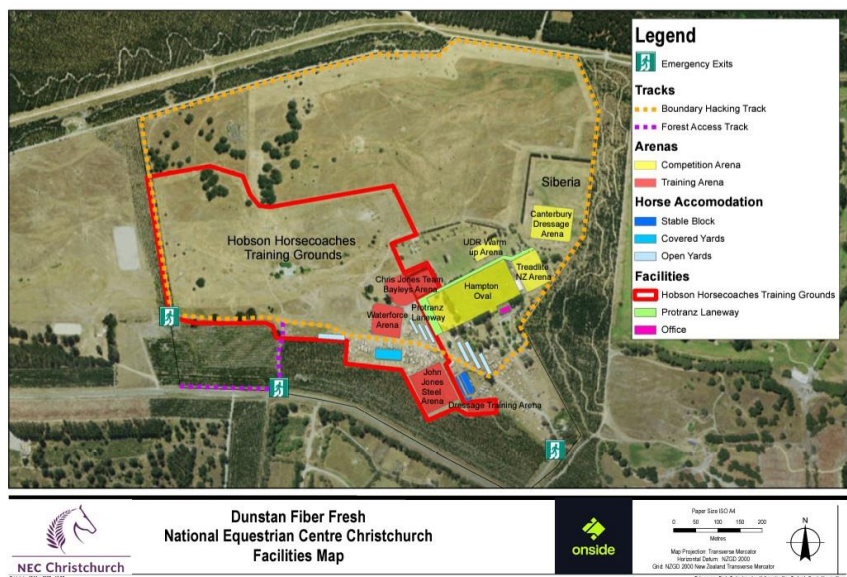 Legend
Emergency Exits
Tracks
Boundary Hacking Track
Forest Access Track
Arenas
Competition Arena
Training Arena
Horse Accomodation
Stable Block
Covered Yards
Open Yards
Facilities
Hobson Horsecoaches Training Grounds
Protranz Laneway
Office
Siberia
Canterbury
Dressage
Arena
UDR Warm
up Arena
Treadlite
NZ Arena
Hobson Horsecoaches
Training Grounds
Chris Jones Team
Bayleys Arena
Hampton
Oval
Protranz
Laneway
Waterforce
Arena
John
Jones
Steel
Arena
Dressage Training Arena
NEC Christchurch
Dunstan Fiber Fresh
National Equestrian Centre Christchurch
Facilities Map
onside
Paper Size ISO A4
0 50 100 150 200
Metres
Map Projection: Transverse Mercator
Horizontal Datum: NZGD 2000
Grid: NZGD 2000 New Zealand Transverse Mercator
N